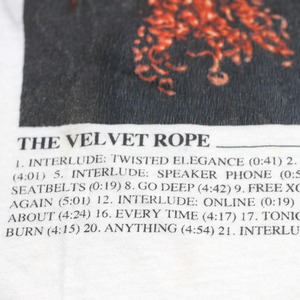 THE VELVET ROPE
1. INTERLUDE: TWISTED ELEGANCE (0:41) 2.
(4:01) 5. INTERLUDE: SPEAKER PHONE (0:5
SEATBELTS (0:19) 8. GO DEEP (4:42) 9. FREE XO
AGAIN (5:01) 12. INTERLUDE: ONLINE (0:19)
ABOUT (4:24) 16. EVERY TIME (4:17) 17. TONIG
BURN (4:15) 20. ANYTHING (4:54) 21. INTERLU